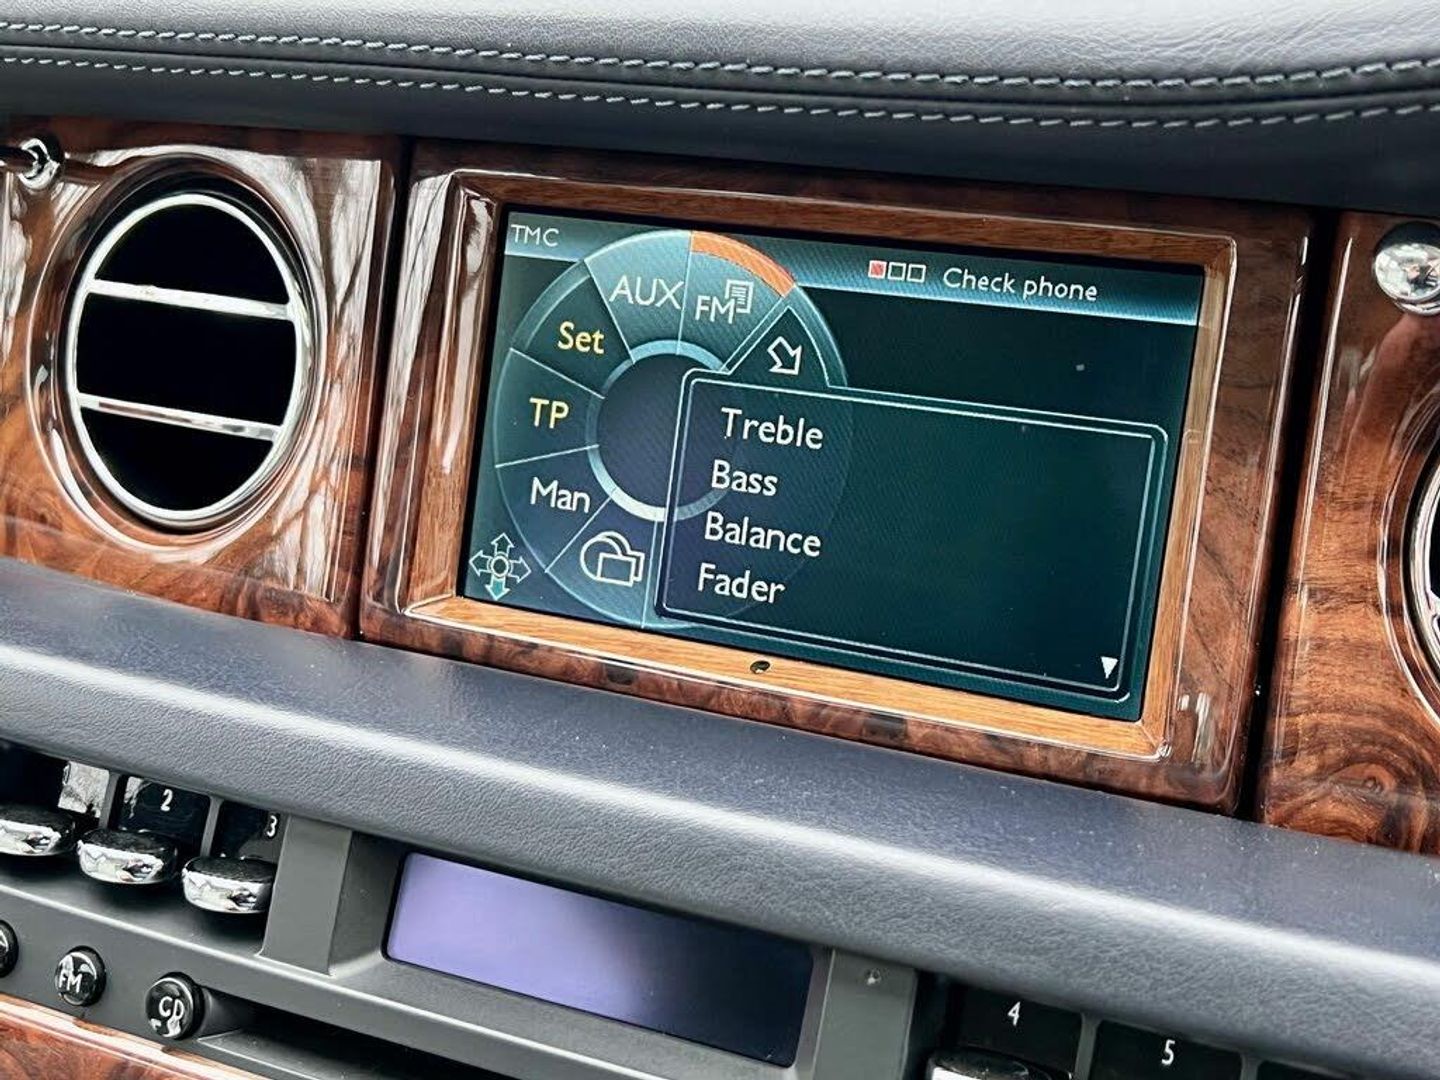 TMC
Check phone
AUX
FM
Set
TP
Man
Treble
Bass
Balance
Fader
2
3
FM
CD
4
5